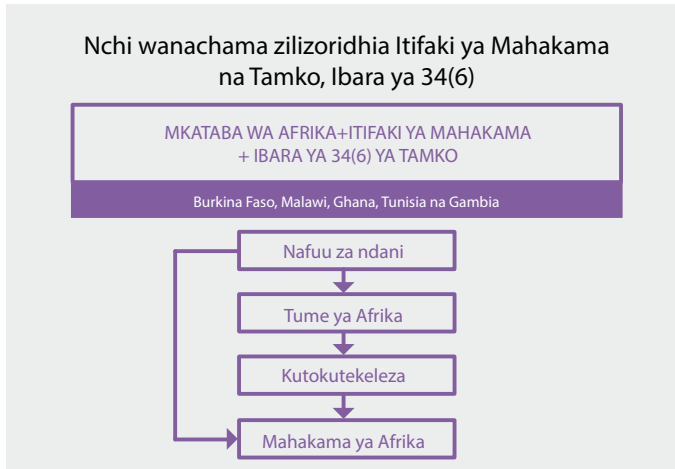 Nchi wanachama zilizoridhia Itifaki ya Mahakama
na Tamko, Ibara ya 34(6)
MKATABA WA AFRIKA+ITIFAKI YA MAHAKAMA
+ IBARA YA 34(6) YA TAMKO
Burkina Faso, Malawi, Ghana, Tunisia na Gambia
Nafuu za ndani
Tume ya Afrika
Kutokutekeleza
Mahakama ya Afrika